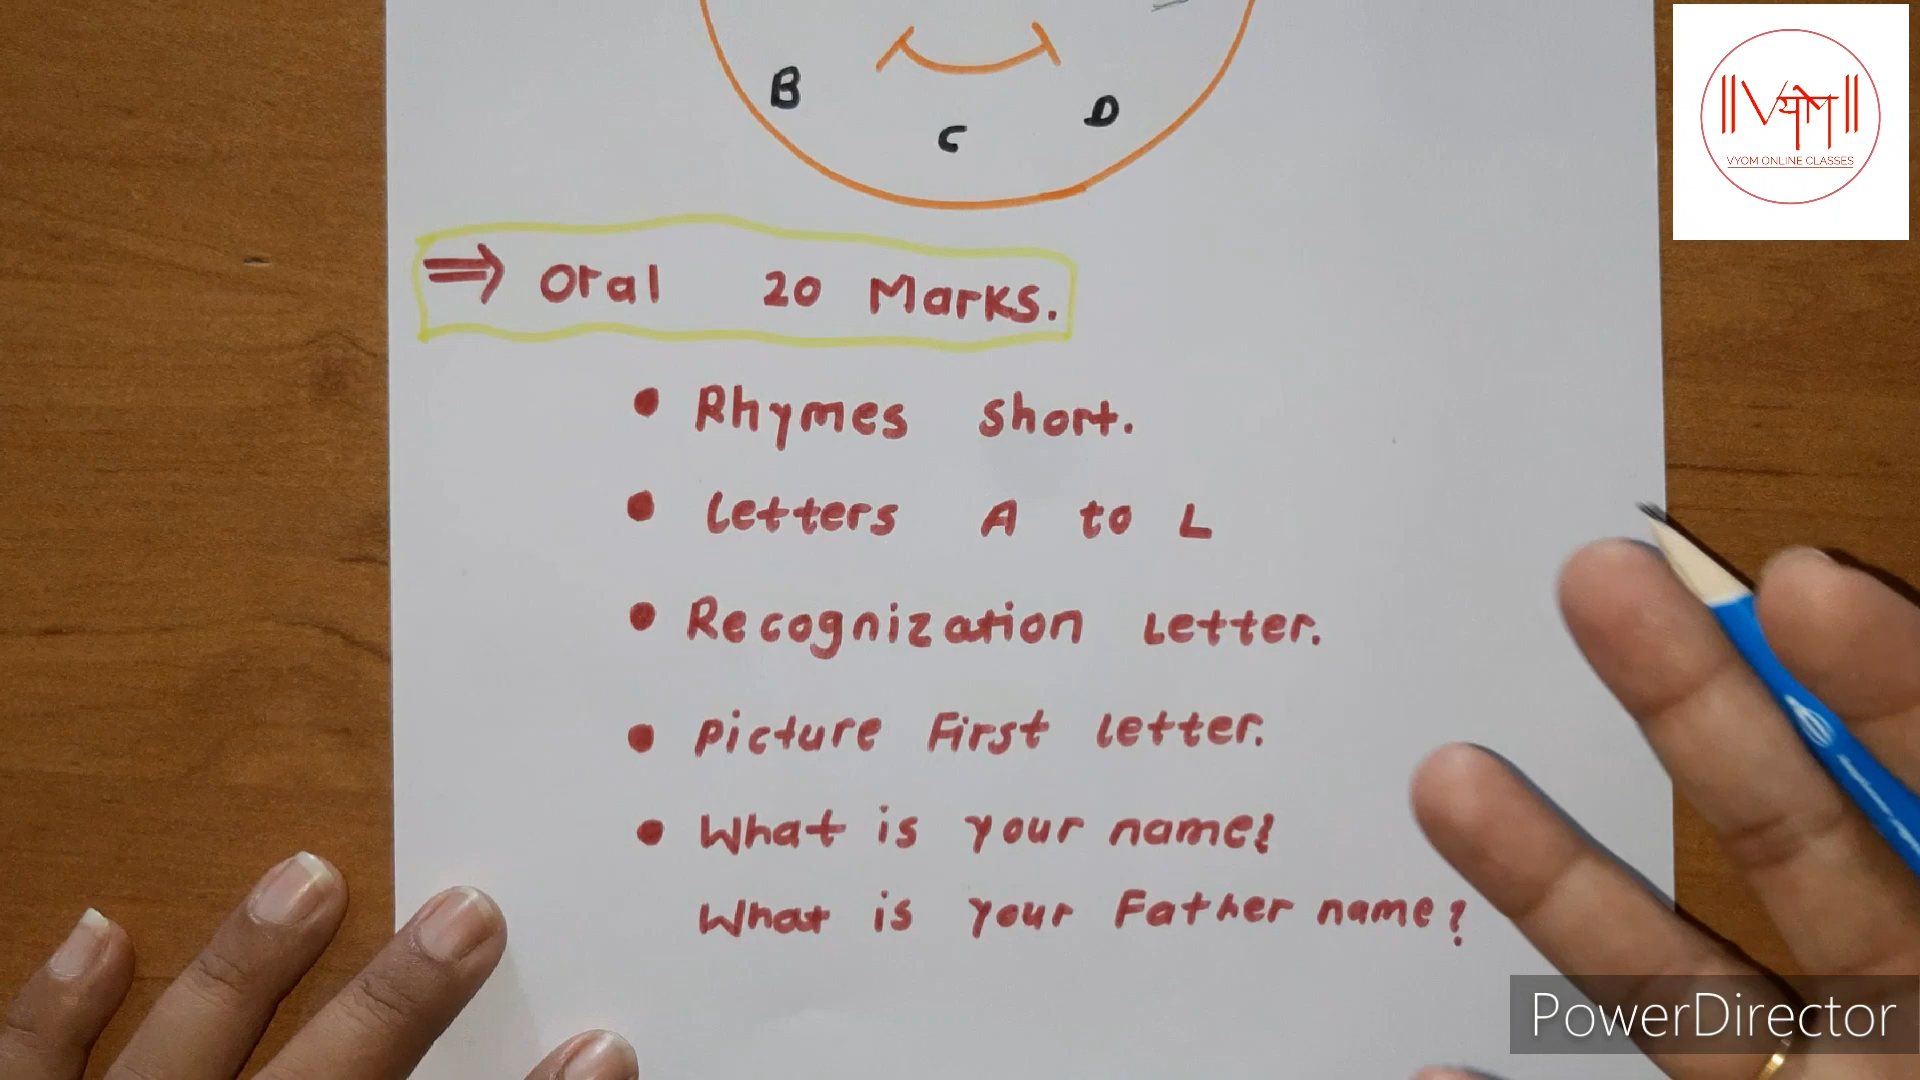 B
C
D
||Vयोम||
VYOM ONLINE CLASSES
⇒ Oral 20 Marks.
• Rhymes short.
• Letters A to L
• Recognization Letter.
• Picture First letter.
• What is your name?
What is your Father name?
PowerDirector